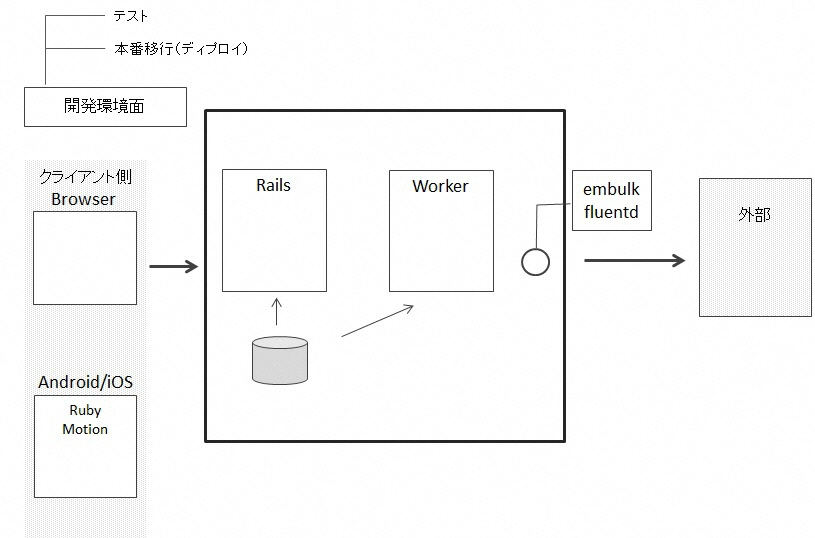 テスト
本番移行(ディプロイ)
開発環境面
クライアント側
Browser
Android/iOS
Ruby
Motion
Rails
Worker
embulk
fluentd
外部